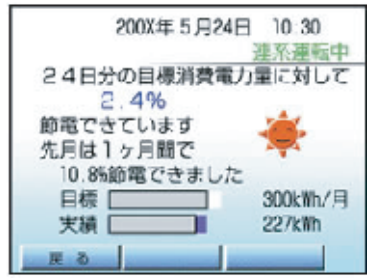 200X年5月24日 10:30
連系運転中
24日分の目標消費電力量に対して
2.4%
節電できています
先月は1ヶ月間で
10.8%節電できました
目標 300kWh/月
実績 227kWh
戻る